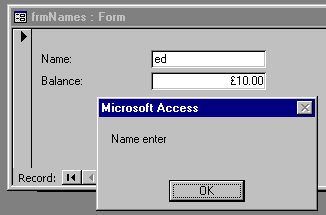 frmNames : Form
Name: ed
Balance: £10.00
Microsoft Access
Name enter
OK
Record: